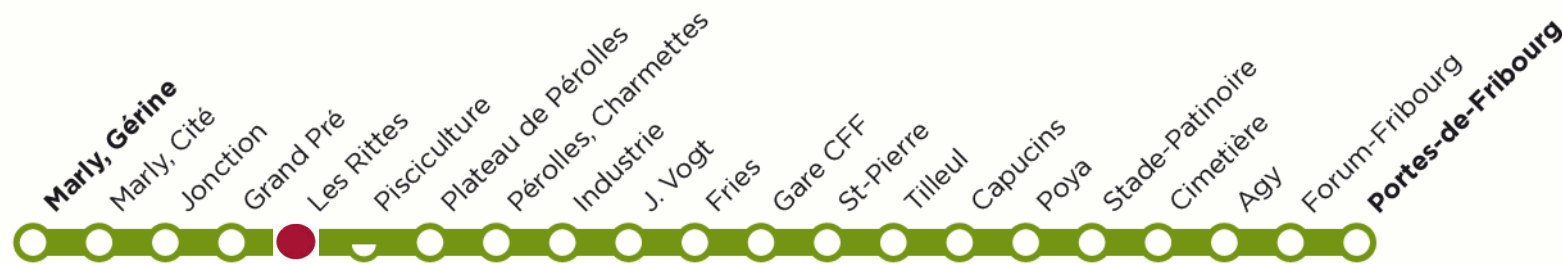 Marly, Gérine
Marly, Cité
Jonction
Grand Pré
Les Rittes
Pisciculture
Plateau de Pérolles
Pérolles, Charmettes
Industrie
J. Vogt
Fries
Gare CFF
St-Pierre
Tilleul
Capucins
Poya
Stade-Patinoire
Cimetière
Agy
Forum-Fribourg
Portes-de-Fribourg